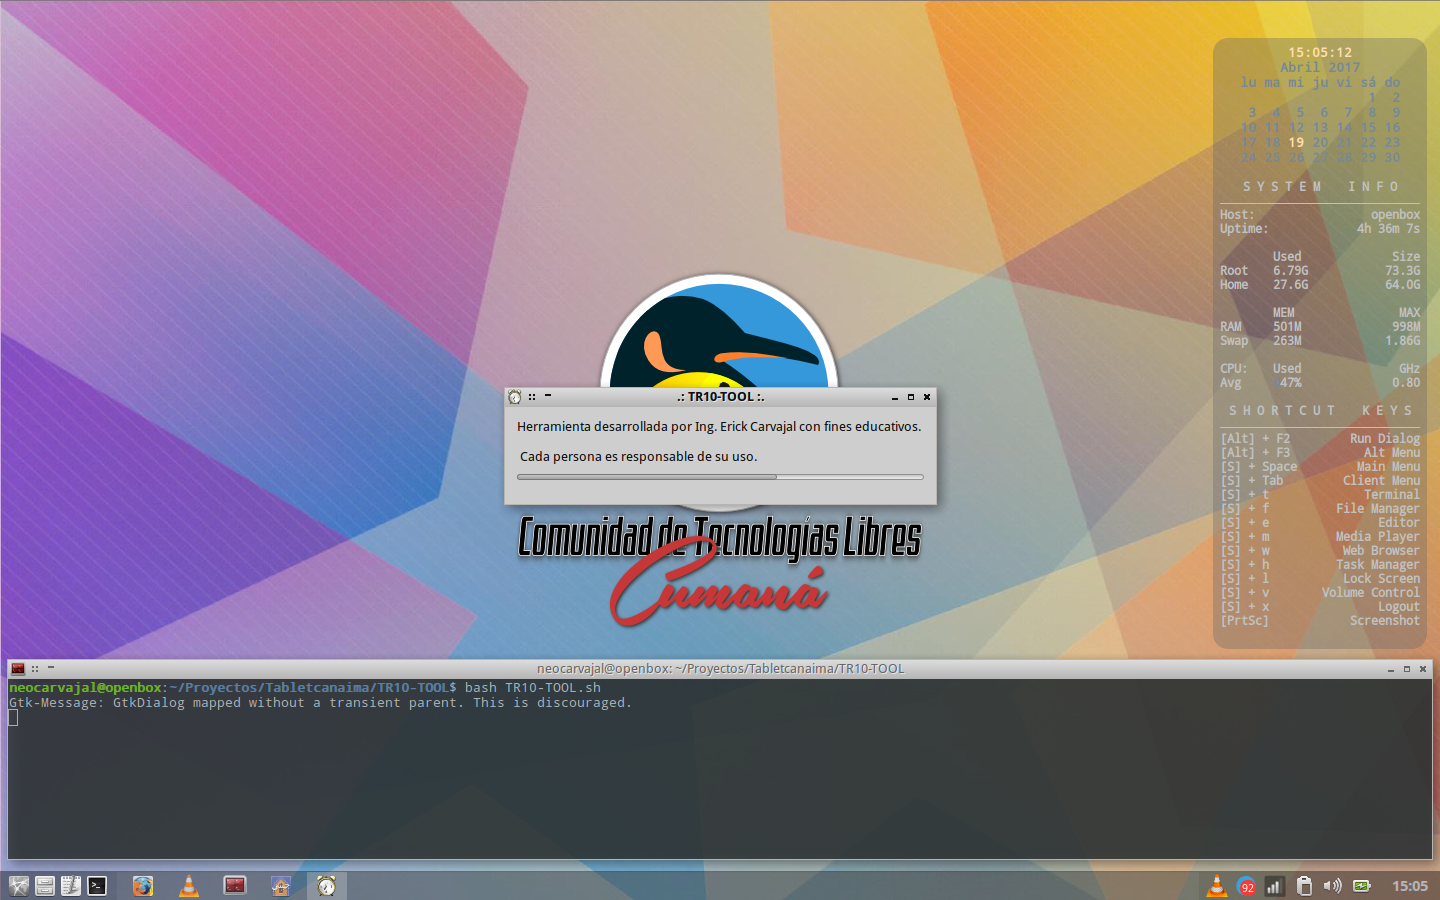 15:05:12
Abril 2017
lu ma mi ju vi sá do
1 2
3 4 5 6 7 8 9
10 11 12 13 14 15 16
17 18 19 20 21 22 23
24 25 26 27 28 29 30
SYSTEM INFO
Host: openbox
Uptime: 4h 36m 7s
Used Size
Root 6.79G 73.3G
Home 27.6G 64.0G
MEM MAX
RAM 501M 998M
Swap 263M 1.86G
CPU: Used GHz
Avg 47% 0.80
SHORTCUT KEYS
[Alt] + F2 Run Dialog
[Alt] + F3 Alt Menu
[S] + Space Main Menu
[S] + Tab Client Menu
[S] + t Terminal
[S] + f File Manager
[S] + e Editor
[S] + m Media Player
[S] + w Web Browser
[S] + h Task Manager
[S] + l Lock Screen
[S] + v Volume Control
[S] + x Logout
[PrtSc] Screenshot
.: TR10-TOOL :.
Herramienta desarrollada por Ing. Erick Carvajal con fines educativos.
Cada persona es responsable de su uso.
Comunidad de Tecnologías Libres
Cumaná
neocarvajal@openbox: ~/Proyectos/Tabletcanaima/TR10-TOOL
neocarvajal@openbox:~/Proyectos/Tabletcanaima/TR10-TOOL$ bash TR10-TOOL.sh
Gtk-Message: GtkDialog mapped without a transient parent. This is discouraged.
92
15:05